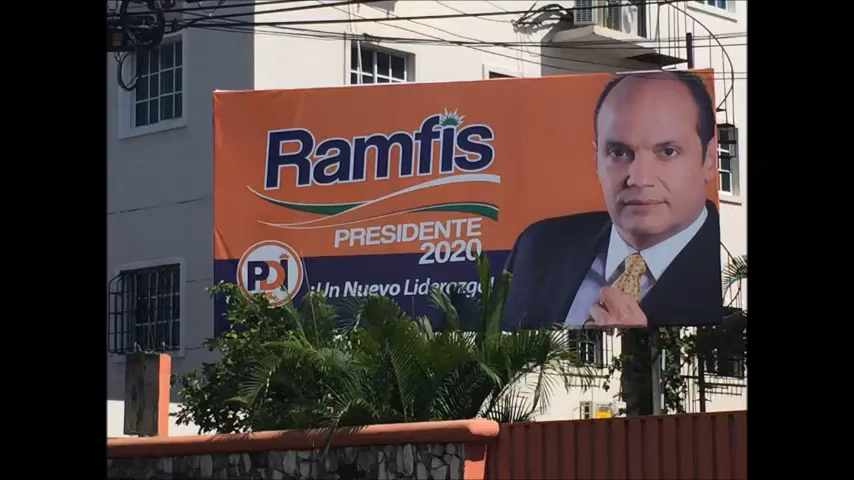 Ramfis
PRESIDENTE
2020
PDI
¡Un Nuevo Liderazgo!